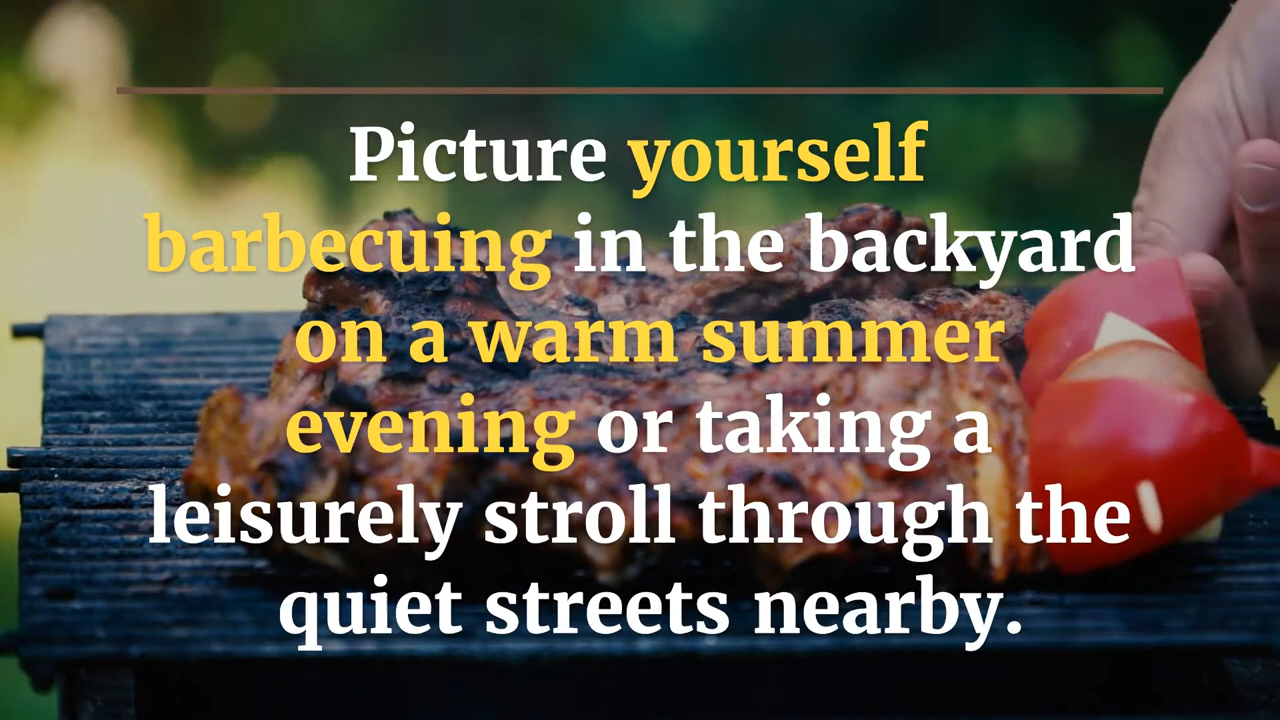 Picture yourself
barbecuing in the backyard
on a warm summer
evening or taking a
leisurely stroll through the
quiet streets nearby.